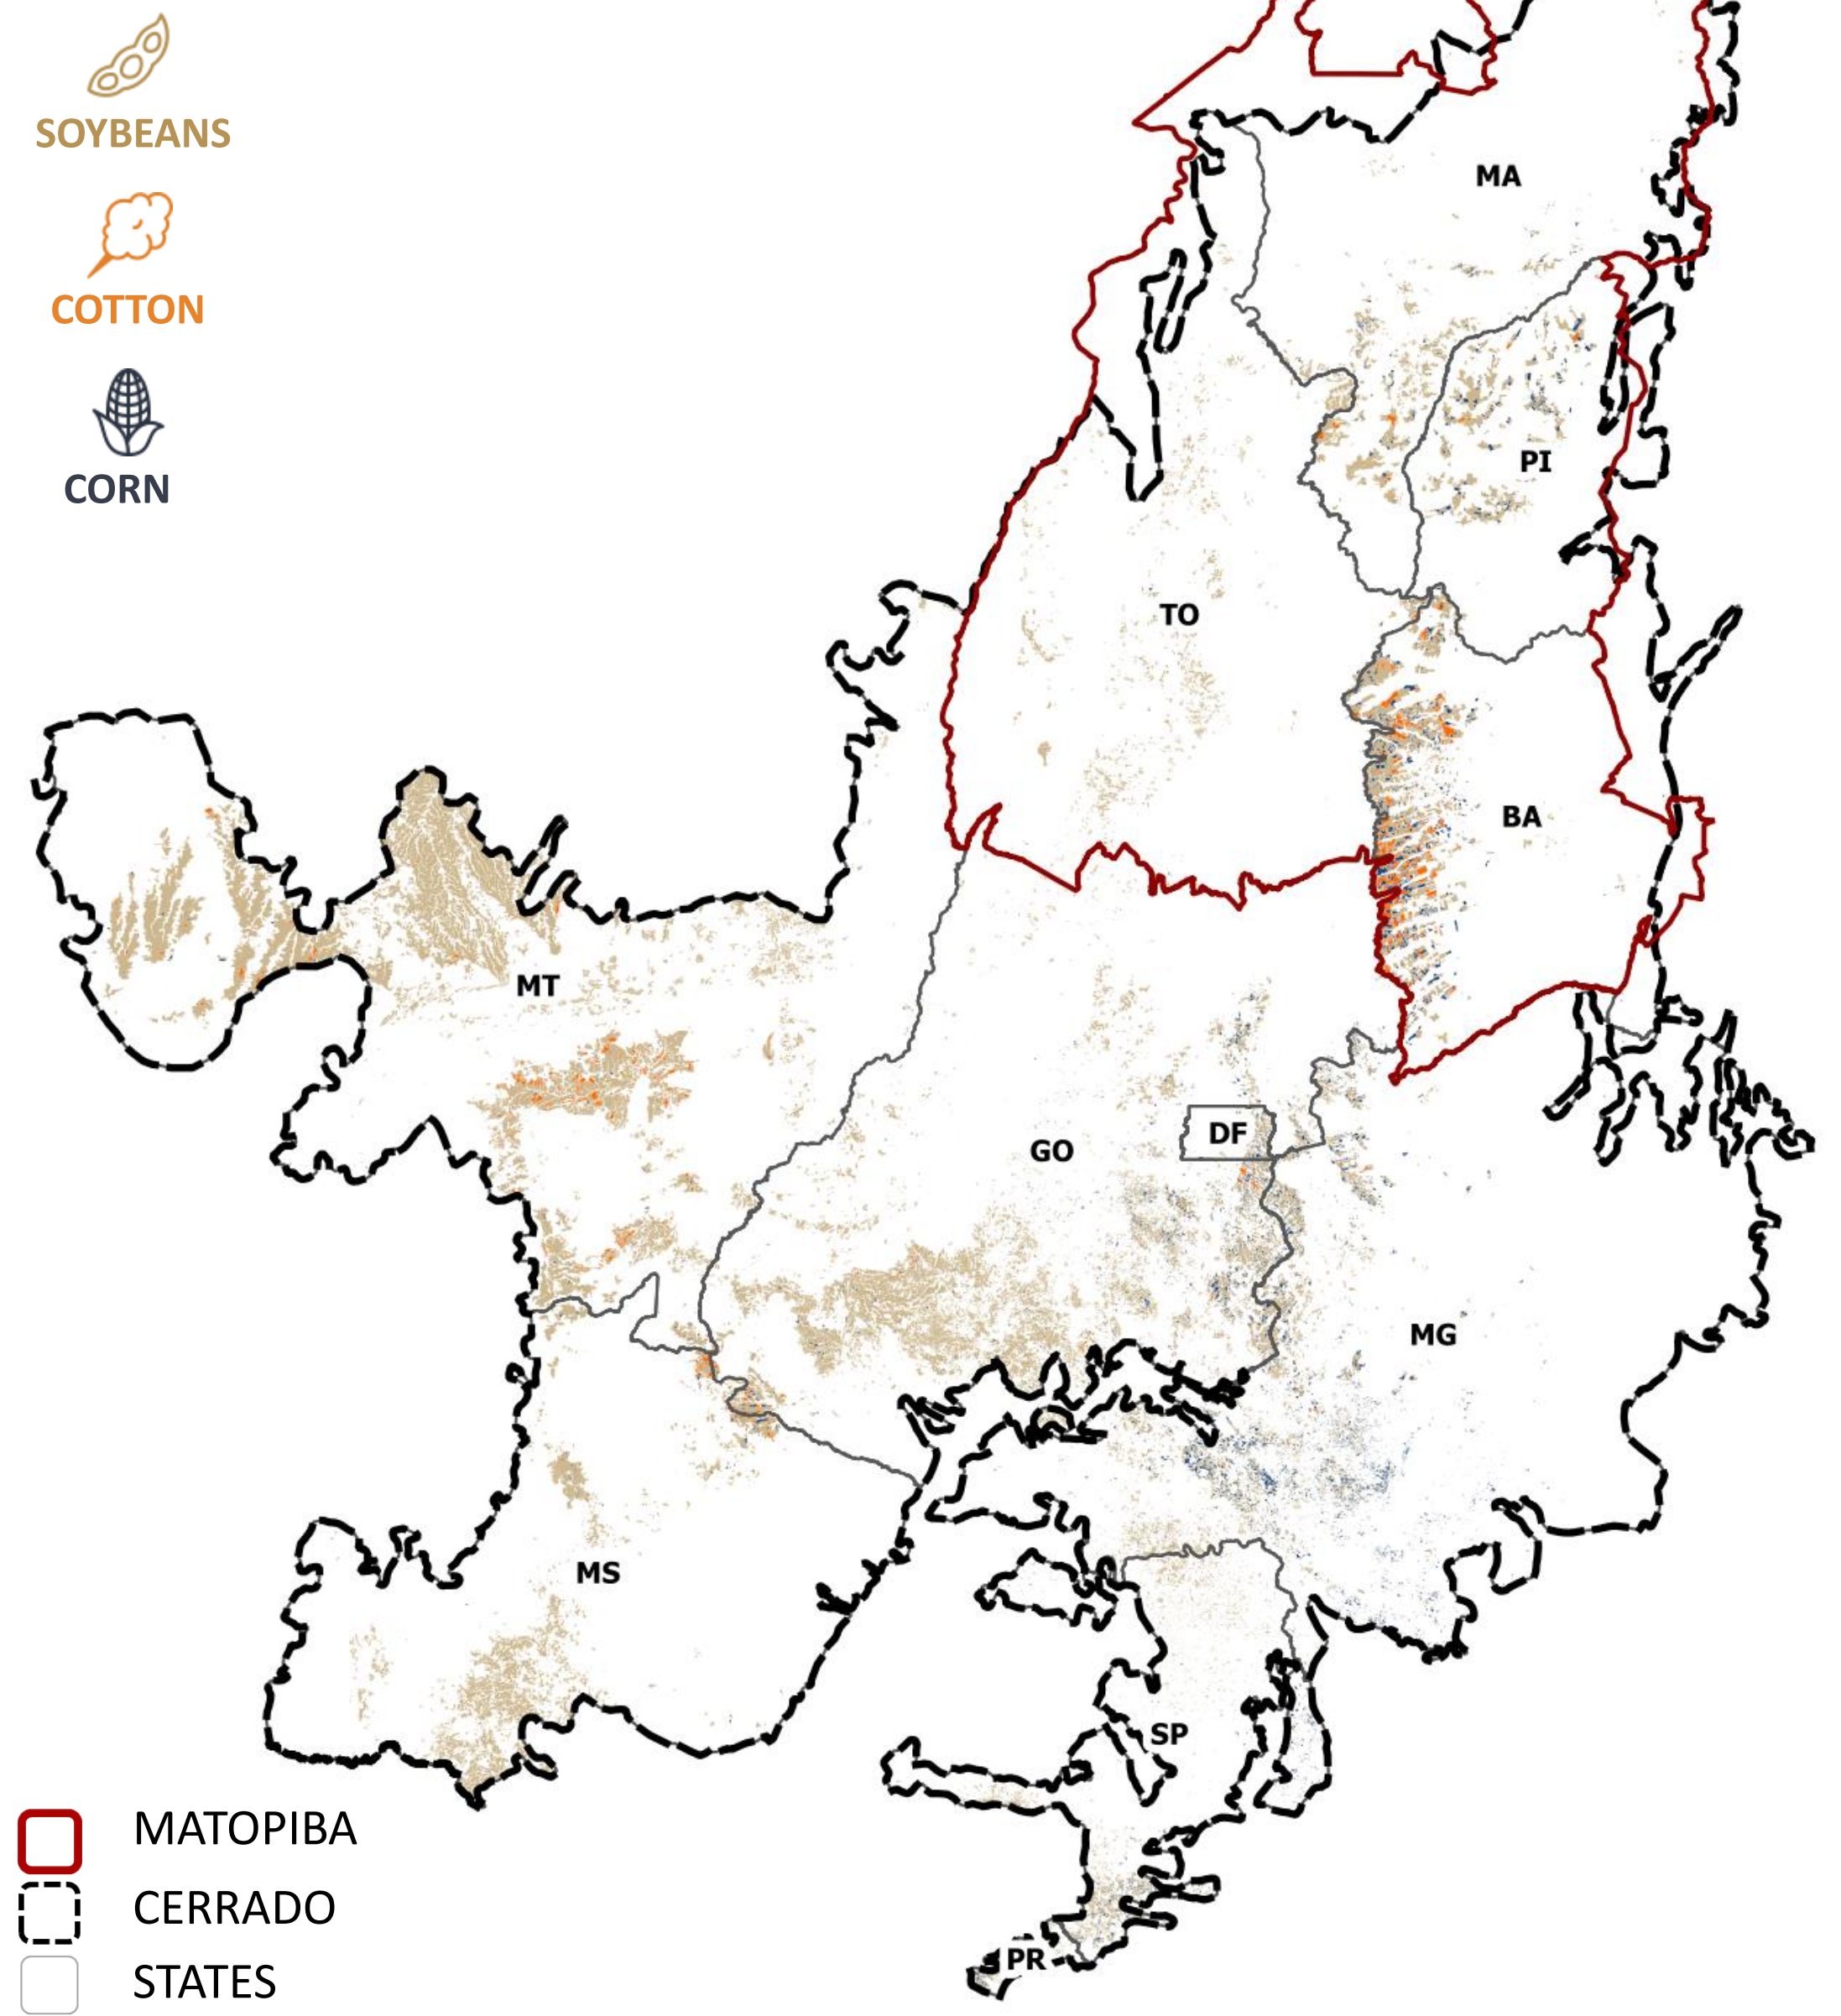 SOYBEANS
COTTON
CORN
MA
PI
TO
BA
MT
DF
GO
MG
MS
SP
PR
MATOPIBA
CERRADO
STATES